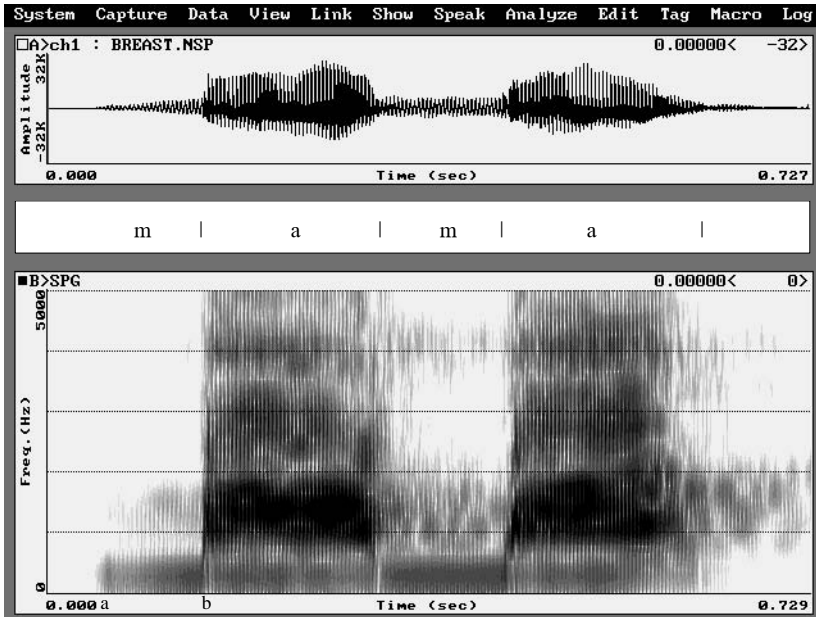 System Capture Data View Link Show Speak Analyze Edit Tag Macro Log
□A>ch1 : BREAST.NSP 0.00000< -32>
Amplitude
32K
-32K
0.000 Time (sec) 0.727
m | a | m | a |
■B>SPG 0.00000< 0>
5000
Freq.(Hz)
0
0.000 a b Time (sec) 0.729